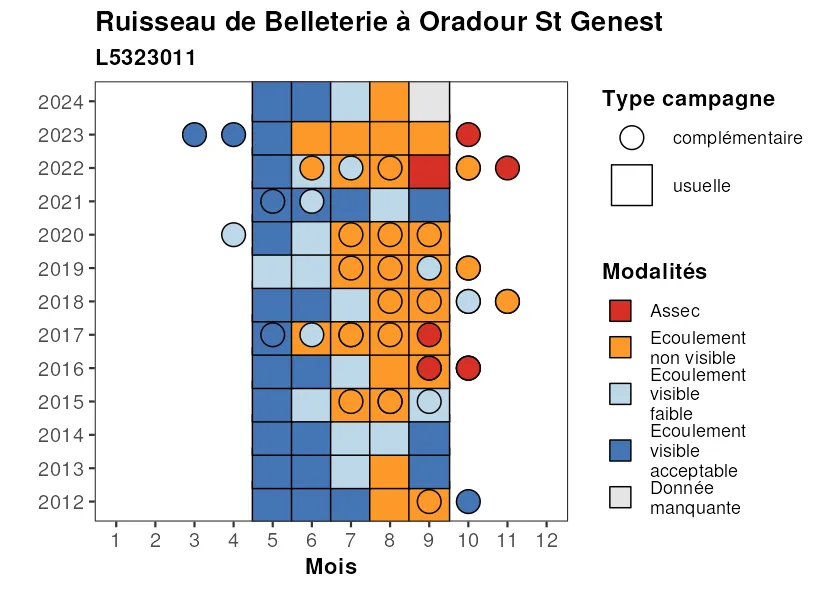 Ruisseau de Belleterie à Oradour St Genest
L5323011
2024
2023
2022
2021
2020
2019
2018
2017
2016
2015
2014
2013
2012
1 2 3 4 5 6 7 8 9 10 11 12
Mois
Type campagne
complémentaire
usuelle
Modalités
Assec
Ecoulement
non visible
Ecoulement
visible
faible
Ecoulement
visible
acceptable
Donnée
manquante